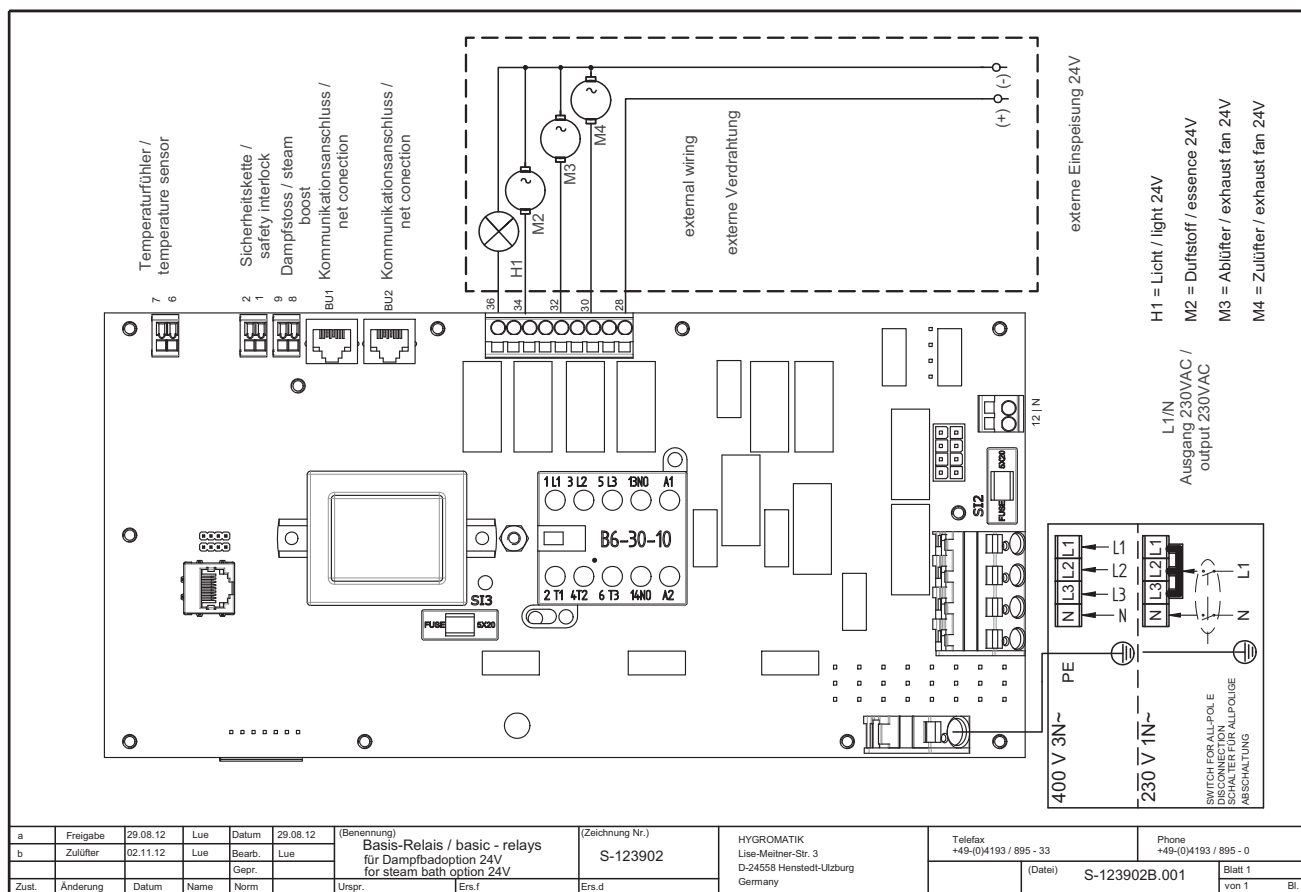 Temperaturfühler /
temperature sensor
Sicherheitskette /
safety interlock
Dampfstoss / steam
boost
Kommunikationsanschluss /
net conection
Kommunikationsanschluss /
net conection
7
6
2
1
9
8
BU1
BU2
36
34
32
30
28
H1
M2
M3
M4
external wiring
externe Verdrahtung
(-)
(+)
externe Einspeisung 24V
H1 = Licht / light 24V
M2 = Duftstoff / essence 24V
M3 = Ablüfter / exhaust fan 24V
M4 = Zulüfter / exhaust fan 24V
12 | N
L1/N
Ausgang 230VAC /
output 230VAC
1 L1 3 L2 5 L3 13NO A1
B6-30-10
2 T1 4T2 6 T3 14NO A2
SI3
FUSE 5X20
SI2
FUSE 5X20
L1
L2
L3
N
L1
L2
L3
N
PE
400 V 3N~
L1
L2
L3
N
L1
N
230 V 1N~
SWITCH FOR ALL-POL E
DISCONNECTION
SCHALTER FÜR ALLPOLIGE
ABSCHALTUNG
a Freigabe 29.08.12 Lue Datum 29.08.12
b Zulüfter 02.11.12 Lue Bearb. Lue
Gepr.
Zust. Änderung Datum Name Norm
(Benennung)
Basis-Relais / basic - relays
für Dampfbadoption 24V
for steam bath option 24V
Urspr. Ers.f Ers.d
(Zeichnung Nr.)
S-123902
HYGROMATIK
Lise-Meitner-Str. 3
D-24558 Henstedt-Ulzburg
Germany
Telefax
+49-(0)4193 / 895 - 33
Phone
+49-(0)4193 / 895 - 0
(Datei) S-123902B.001
Blatt 1
von 1 Bl.